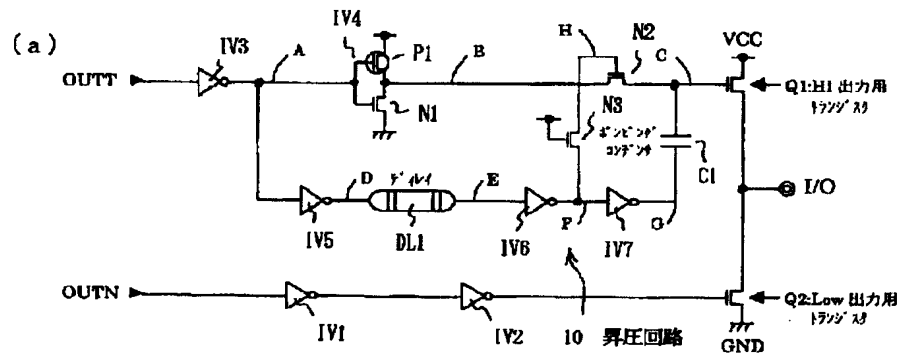 (a)
IV3
A
IV4
P1
B
H
N2
C
VCC
OUTT
N1
N3
Q1:HI 出力用
トランジスタ
ポンピング
コンデンサ
C1
D
ディレイ
E
I/O
IV5
DL1
IV6
F
IV7
G
OUTN
IV1
IV2
10 昇圧回路
Q2:Low 出力用
トランジスタ
GND